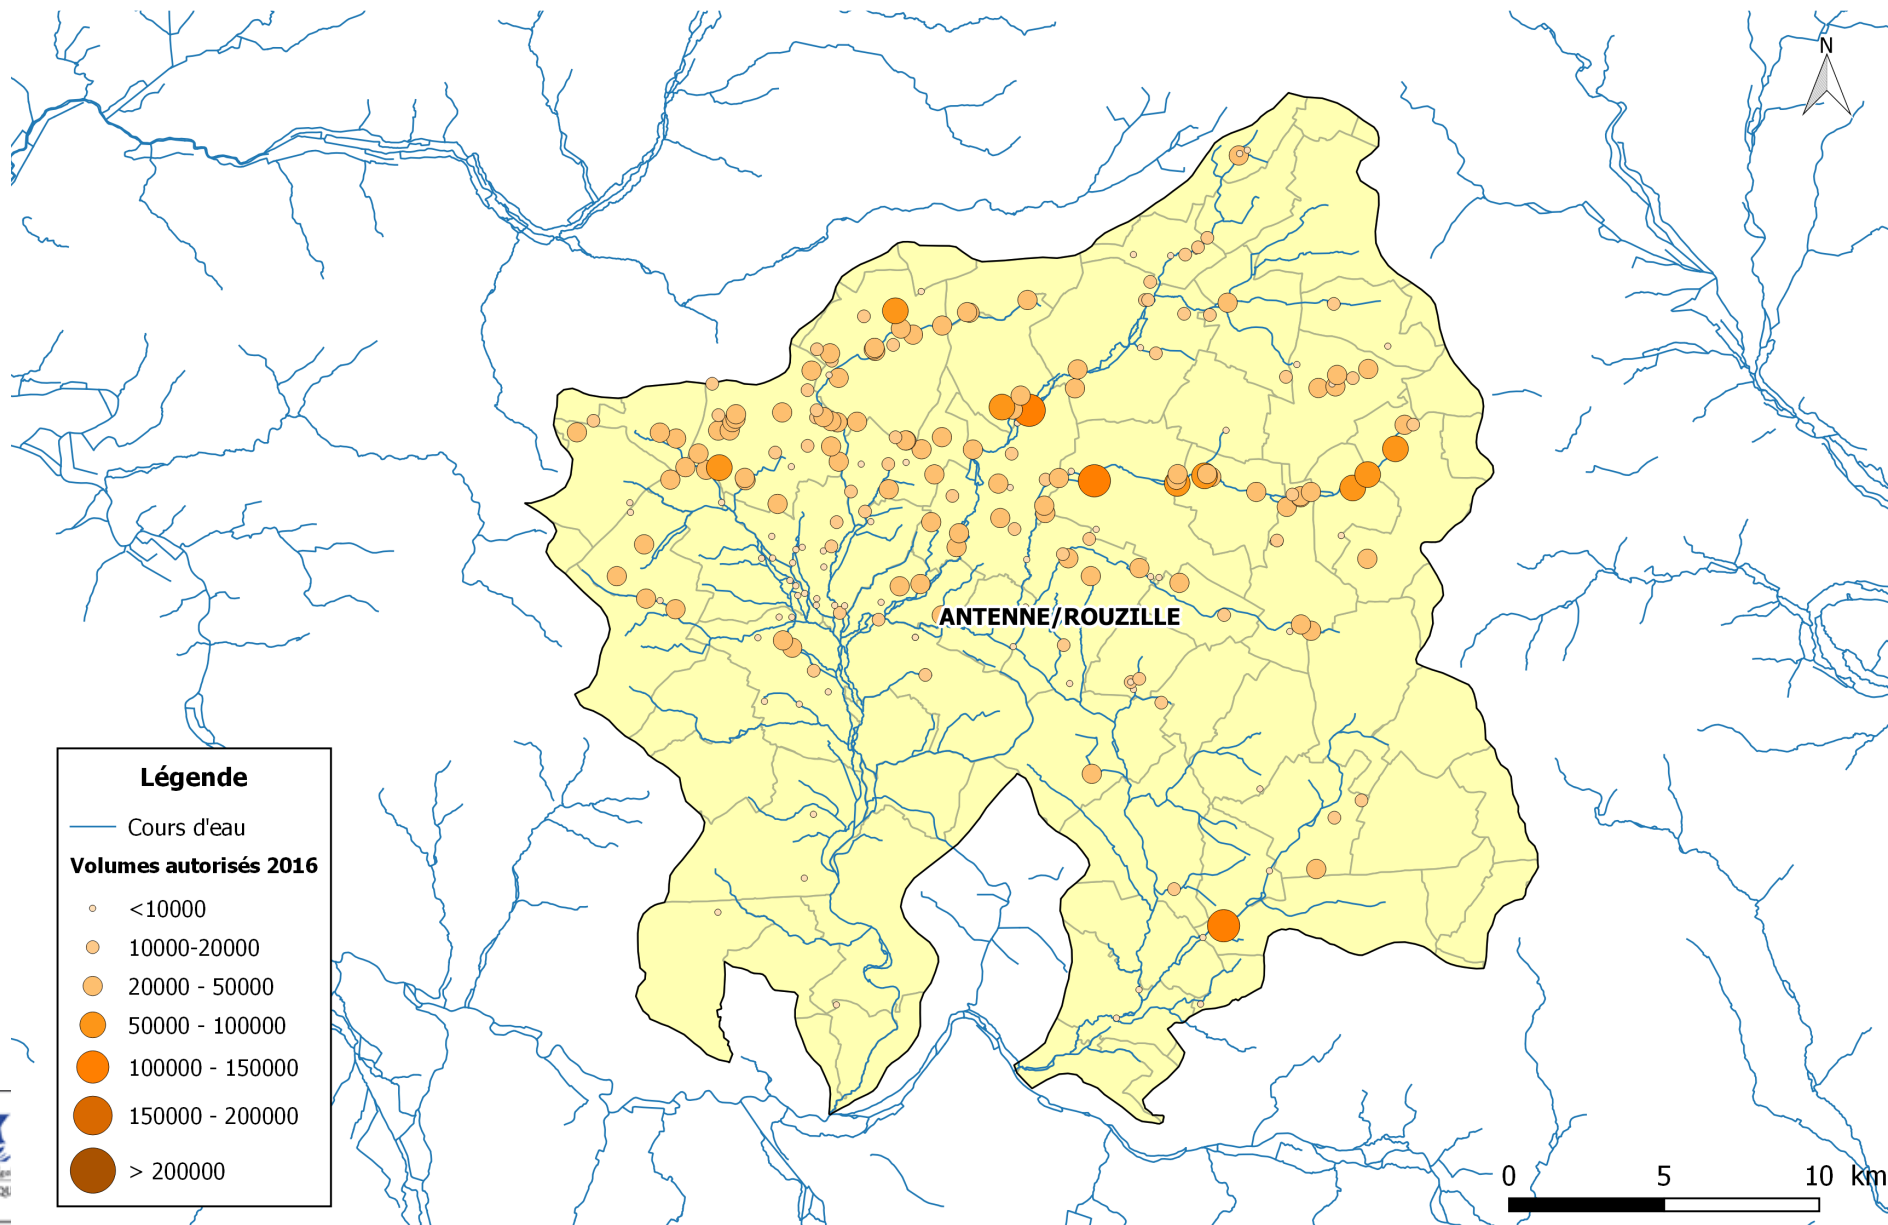 N
ANTENNE/ROUZILLE
Légende
Cours d'eau
Volumes autorisés 2016
<10000
10000-20000
20000 - 50000
50000 - 100000
100000 - 150000
150000 - 200000
> 200000
0 5 10 km